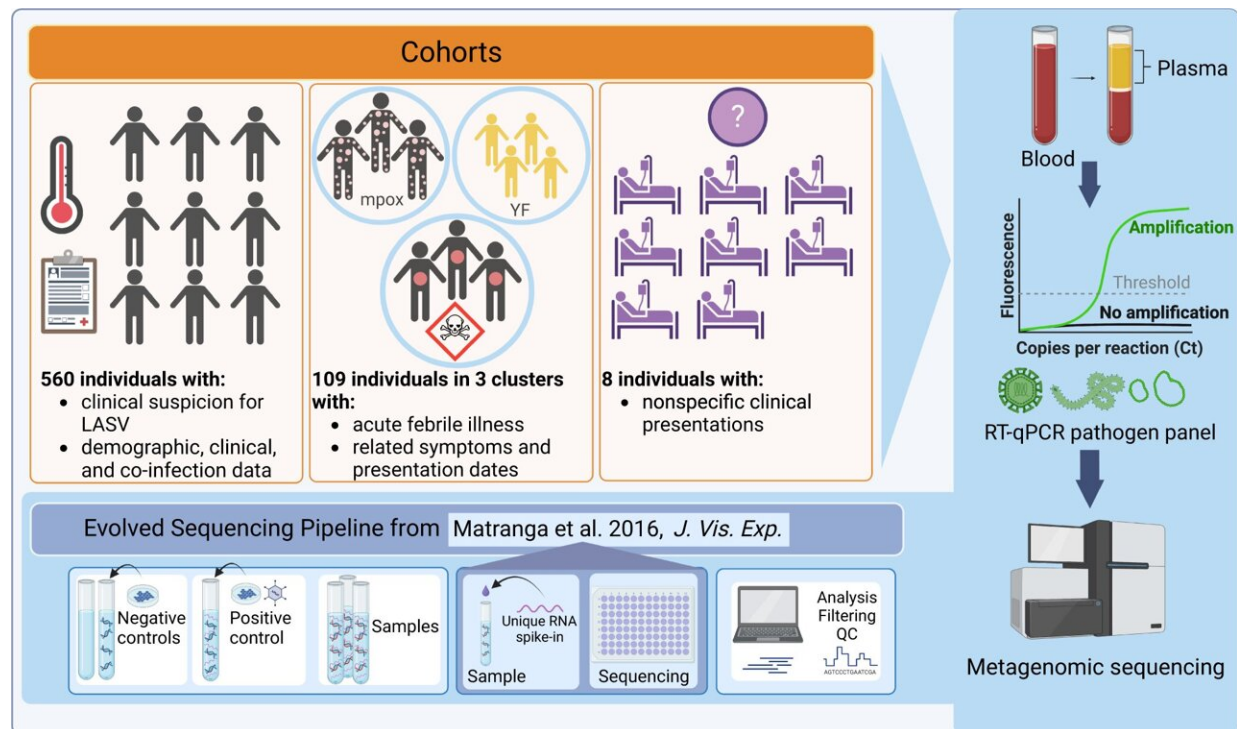 Cohorts
mpox
YF
?
560 individuals with:
• clinical suspicion for
LASV
• demographic, clinical,
and co-infection data
109 individuals in 3 clusters
with:
• acute febrile illness
• related symptoms and
presentation dates
8 individuals with:
• nonspecific clinical
presentations
Evolved Sequencing Pipeline from Matranga et al. 2016, J. Vis. Exp.
Negative
controls
Positive
control
Samples
Unique RNA
spike-in
Sample
Sequencing
Analysis
Filtering
QC
AGTCCCTGAATCGA
Plasma
Blood
Fluorescence
Amplification
Threshold
No amplification
Copies per reaction (Ct)
RT-qPCR pathogen panel
Metagenomic sequencing